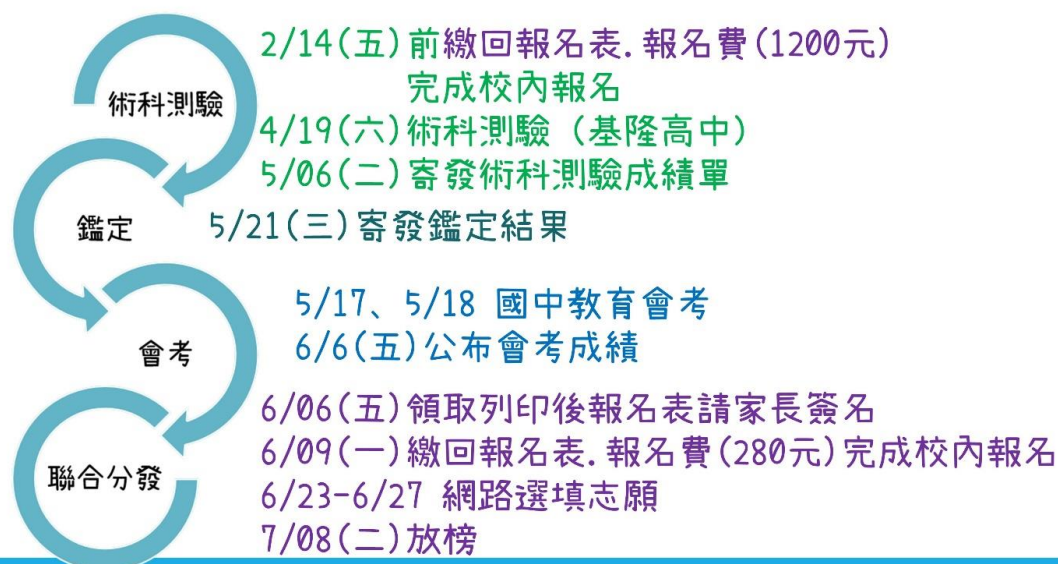 術科測驗
2/14(五)前繳回報名表.報名費(1200元)
完成校內報名
4/19(六)術科測驗 (基隆高中)
5/06(二)寄發術科測驗成績單
鑑定
5/21(三)寄發鑑定結果
會考
5/17、5/18 國中教育會考
6/6(五)公布會考成績
聯合分發
6/06(五)領取列印後報名表請家長簽名
6/09(一)繳回報名表.報名費(280元)完成校內報名
6/23-6/27 網路選填志願
7/08(二)放榜